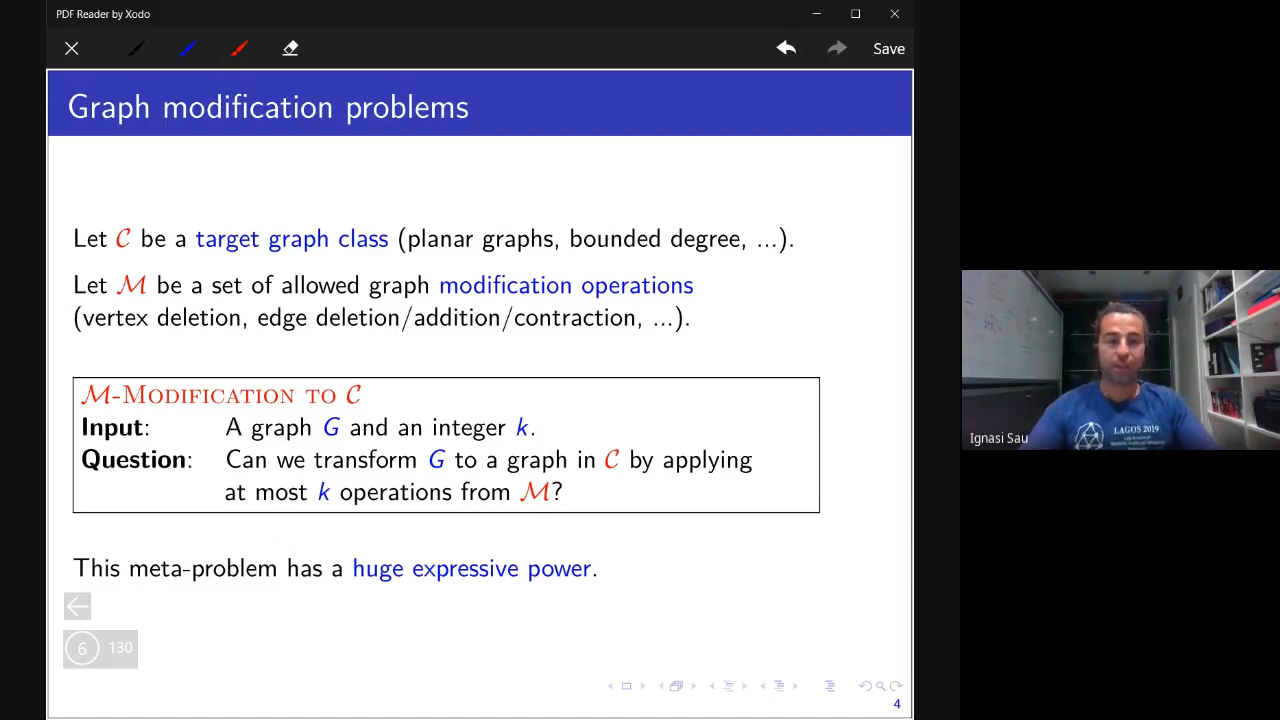 PDF Reader by Xodo
Save
Graph modification problems
Let C be a target graph class (planar graphs, bounded degree, ...).
Let M be a set of allowed graph modification operations
(vertex deletion, edge deletion/addition/contraction, ...).
M-MODIFICATION TO C
Input: A graph G and an integer k.
Question: Can we transform G to a graph in C by applying
at most k operations from M?
This meta-problem has a huge expressive power.
6 130
4
LAGOS 2019
Ignasi Sau